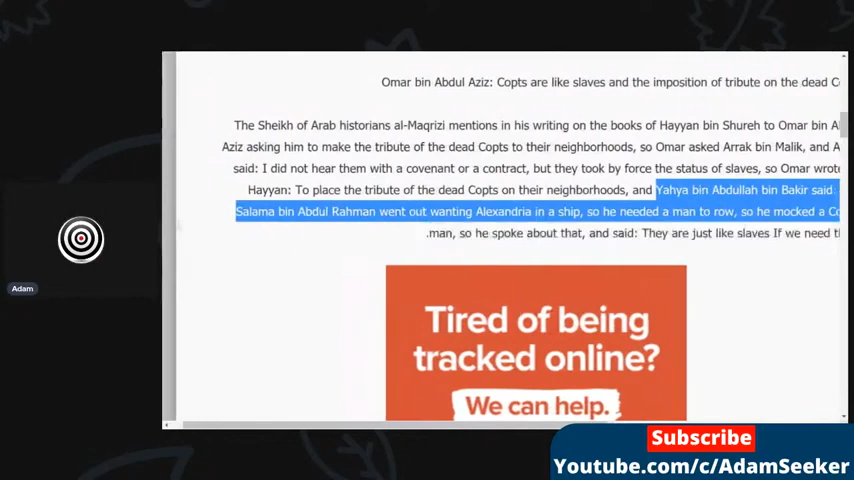 Omar bin Abdul Aziz: Copts are like slaves and the imposition of tribute on the dead C
The Sheikh of Arab historians al-Maqrizi mentions in his writing on the books of Hayyan bin Shureh to Omar bin A
Aziz asking him to make the tribute of the dead Copts to their neighborhoods, so Omar asked Arrak bin Malik, and A
said: I did not hear them with a covenant or a contract, but they took by force the status of slaves, so Omar wrote
Hayyan: To place the tribute of the dead Copts on their neighborhoods, and Yahya bin Abdullah bin Bakir said:
Salama bin Abdul Rahman went out wanting Alexandria in a ship, so he needed a man to row, so he mocked a Co
.man, so he spoke about that, and said: They are just like slaves If we need th
Tired of being
tracked online?
We can help.
Adam
Subscribe
Youtube.com/c/AdamSeeker